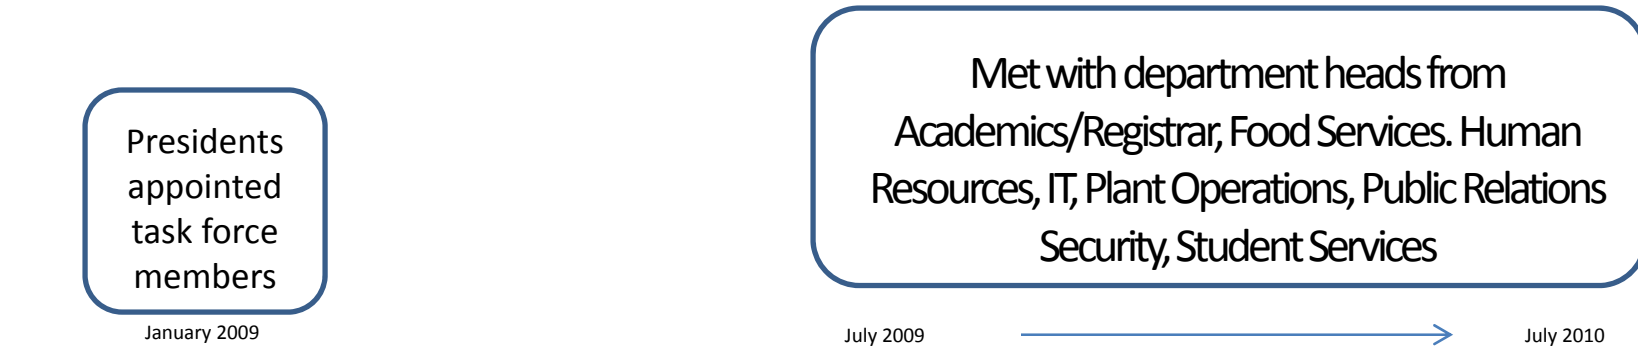 Presidents
appointed
task force
members
January 2009
Met with department heads from
Academics/Registrar, Food Services. Human
Resources, IT, Plant Operations, Public Relations
Security, Student Services
July 2009
July 2010